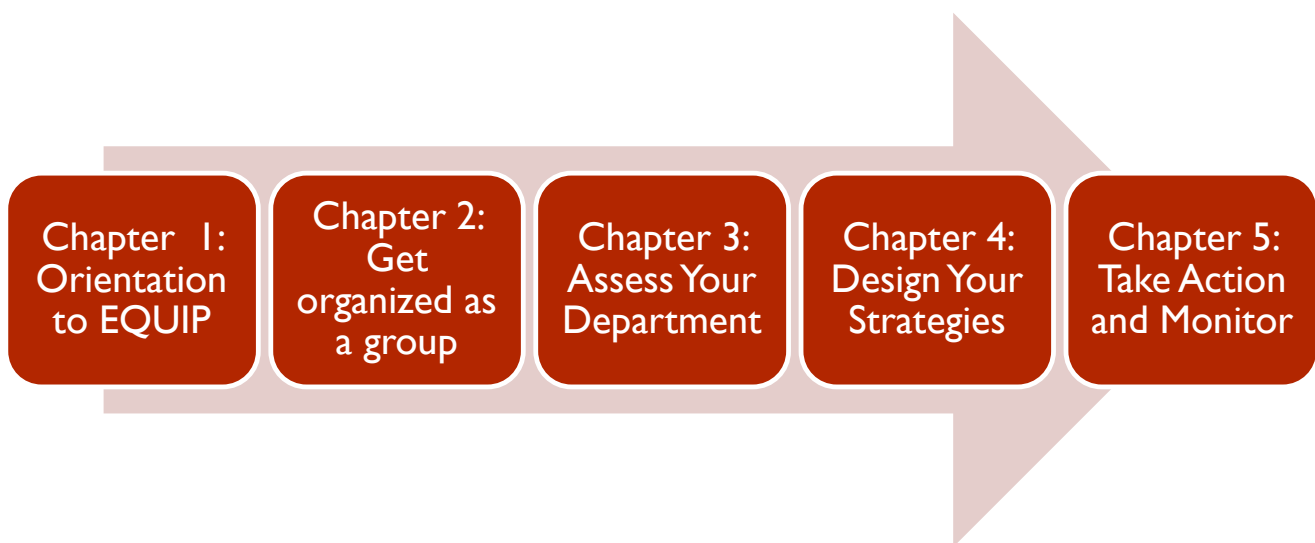 Chapter 1:
Orientation
to EQUIP
Chapter 2:
Get
organized as
a group
Chapter 3:
Assess Your
Department
Chapter 4:
Design Your
Strategies
Chapter 5:
Take Action
and Monitor